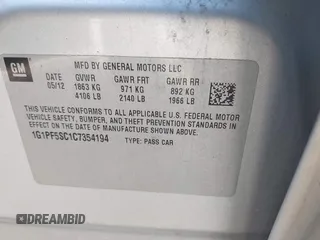 GM
MFD BY GENERAL MOTORS LLC
05/12
GVWR
1863 KG
4106 LB
GAWR FRT
971 KG
2140 LB
GAWR RR
892 KG
1966 LB
THIS VEHICLE CONFORMS TO ALL APPLICABLE U.S. FEDERAL MOTOR
VEHICLE SAFETY, BUMPER, AND THEFT PREVENTION STANDARDS IN EFFECT ON THE
DATE OF MANUFACTURE SHOWN ABOVE.
1G1PF5SC1C7354194
TYPE: PASS CAR
DREAMBID